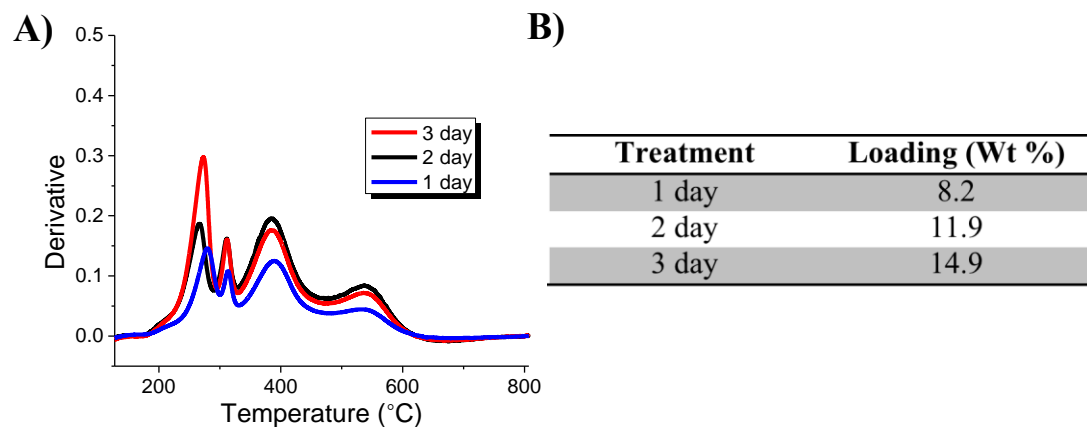 A)
0.5
0.4
0.3
0.2
0.1
0.0
Derivative
3 day
2 day
1 day
200 400 600 800
Temperature (°C)
B)
Treatment Loading (Wt %)
1 day 8.2
2 day 11.9
3 day 14.9